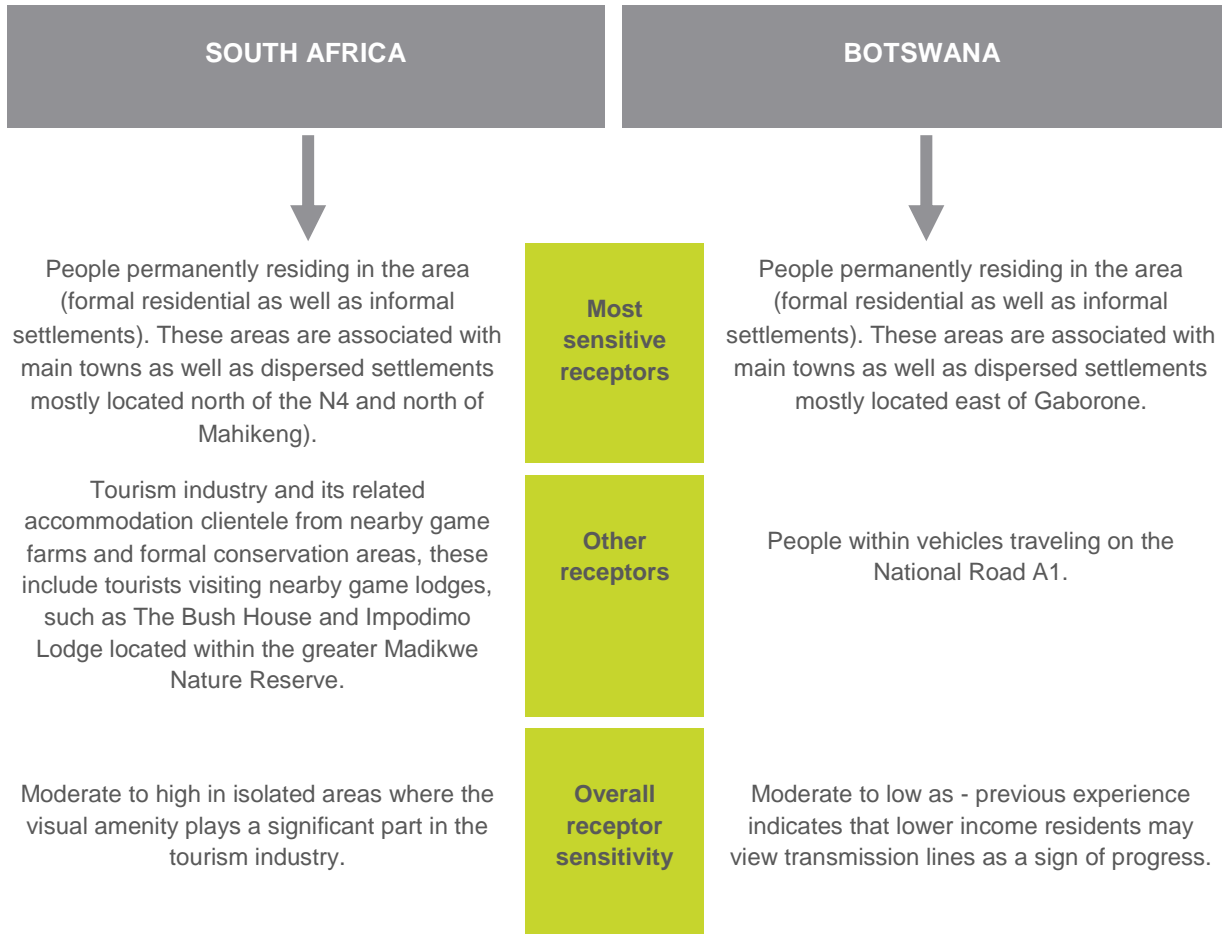 SOUTH AFRICA
BOTSWANA
People permanently residing in the area
(formal residential as well as informal
settlements). These areas are associated with
main towns as well as dispersed settlements
mostly located north of the N4 and north of
Mahikeng).
Most
sensitive
receptors
People permanently residing in the area
(formal residential as well as informal
settlements). These areas are associated with
main towns as well as dispersed settlements
mostly located east of Gaborone.
Tourism industry and its related
accommodation clientele from nearby game
farms and formal conservation areas, these
include tourists visiting nearby game lodges,
such as The Bush House and Impodimo
Lodge located within the greater Madikwe
Nature Reserve.
Other
receptors
People within vehicles traveling on the
National Road A1.
Moderate to high in isolated areas where the
visual amenity plays a significant part in the
tourism industry.
Overall
receptor
sensitivity
Moderate to low as - previous experience
indicates that lower income residents may
view transmission lines as a sign of progress.